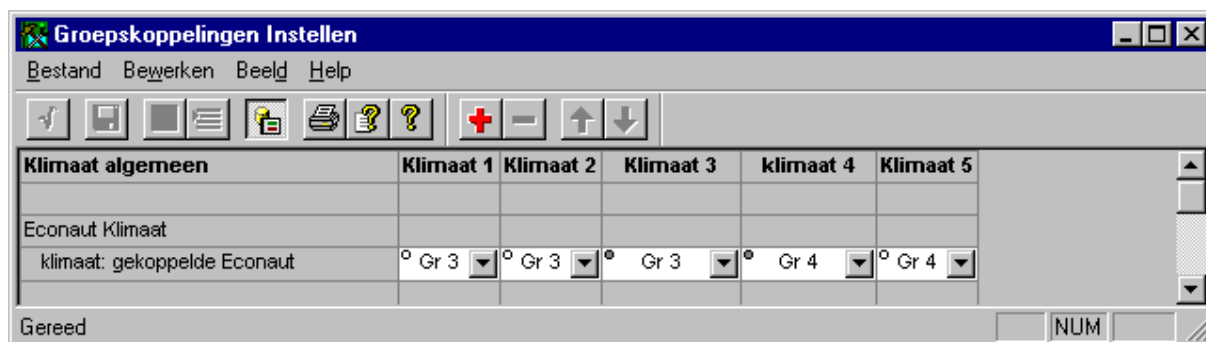 Groepskoppelingen Instellen
Bestand Bewerken Beeld Help
Klimaat algemeen Klimaat 1 Klimaat 2 Klimaat 3 klimaat 4 Klimaat 5
Econaut Klimaat
klimaat: gekoppelde Econaut Gr 3 Gr 3 Gr 3 Gr 4 Gr 4
Gereed NUM